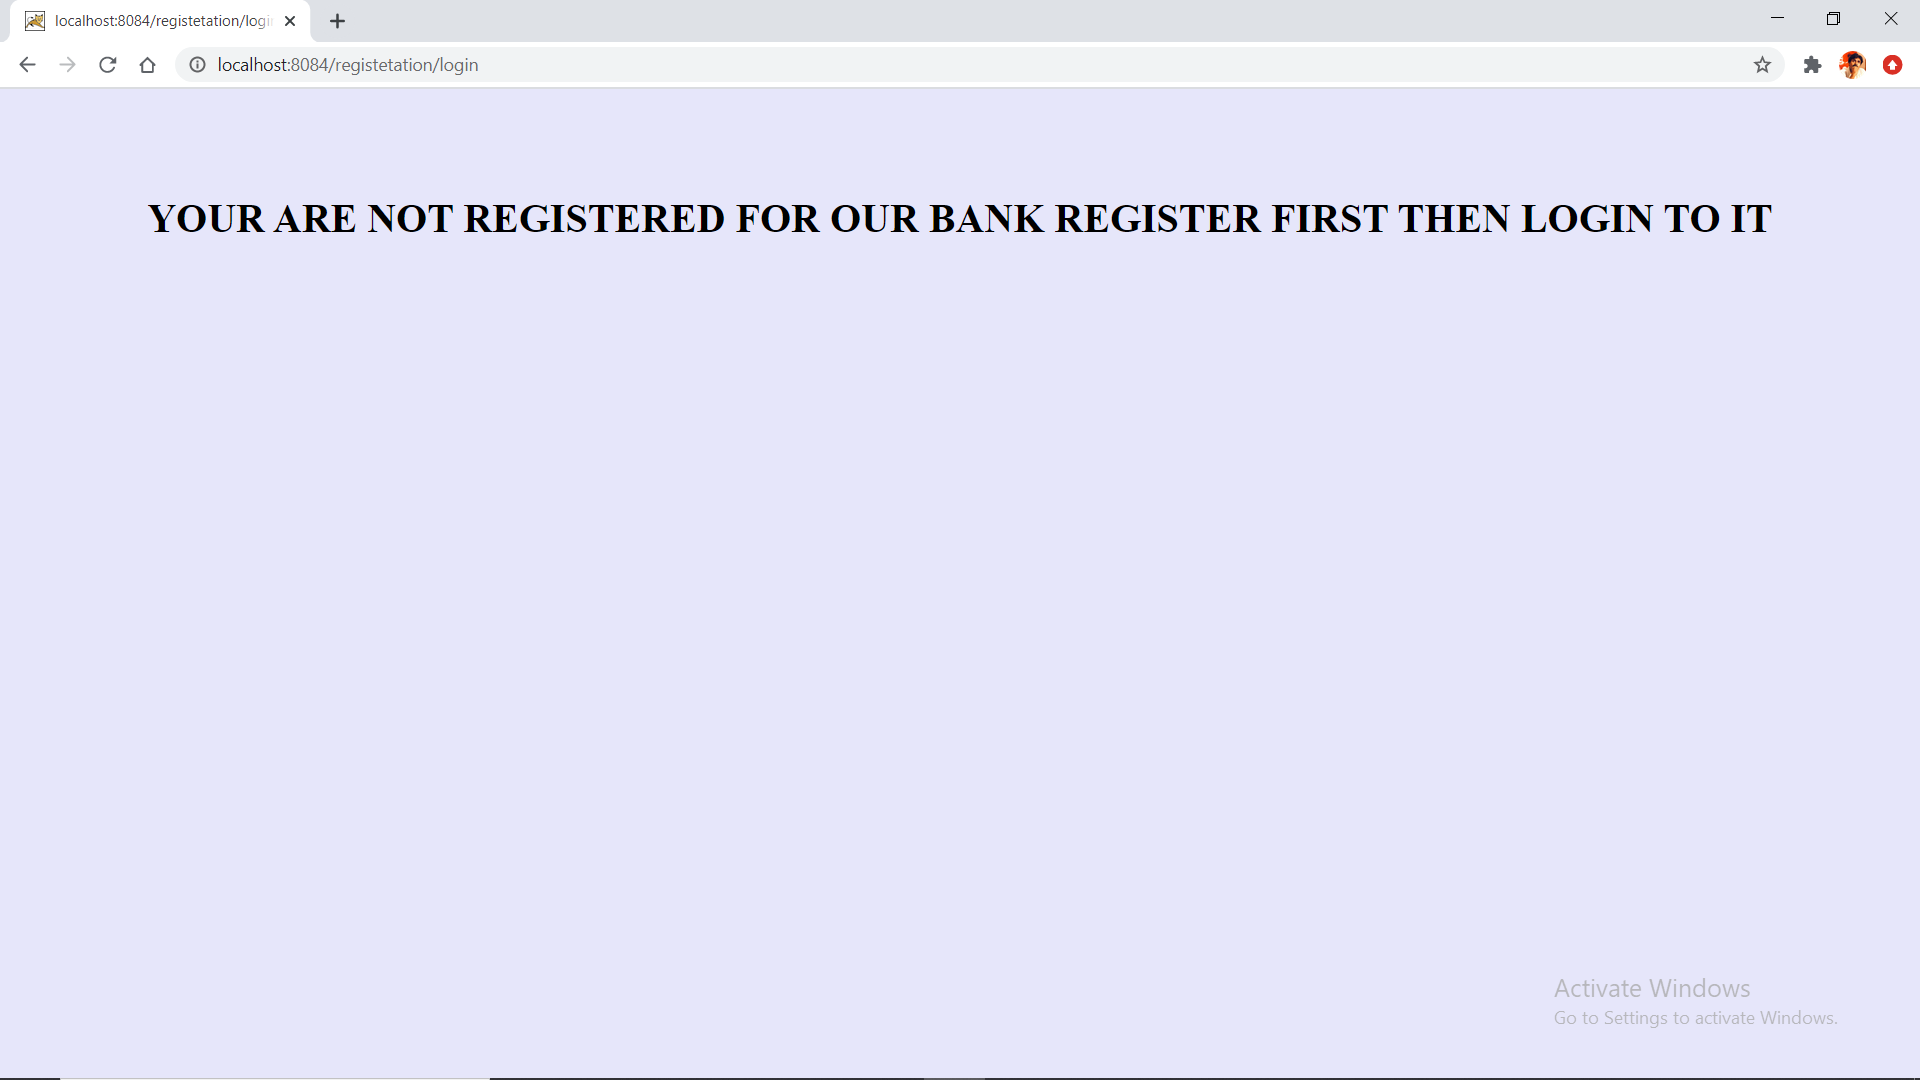 localhost:8084/registetation/logi
localhost:8084/registetation/login
YOUR ARE NOT REGISTERED FOR OUR BANK REGISTER FIRST THEN LOGIN TO IT
Activate Windows
Go to Settings to activate Windows.